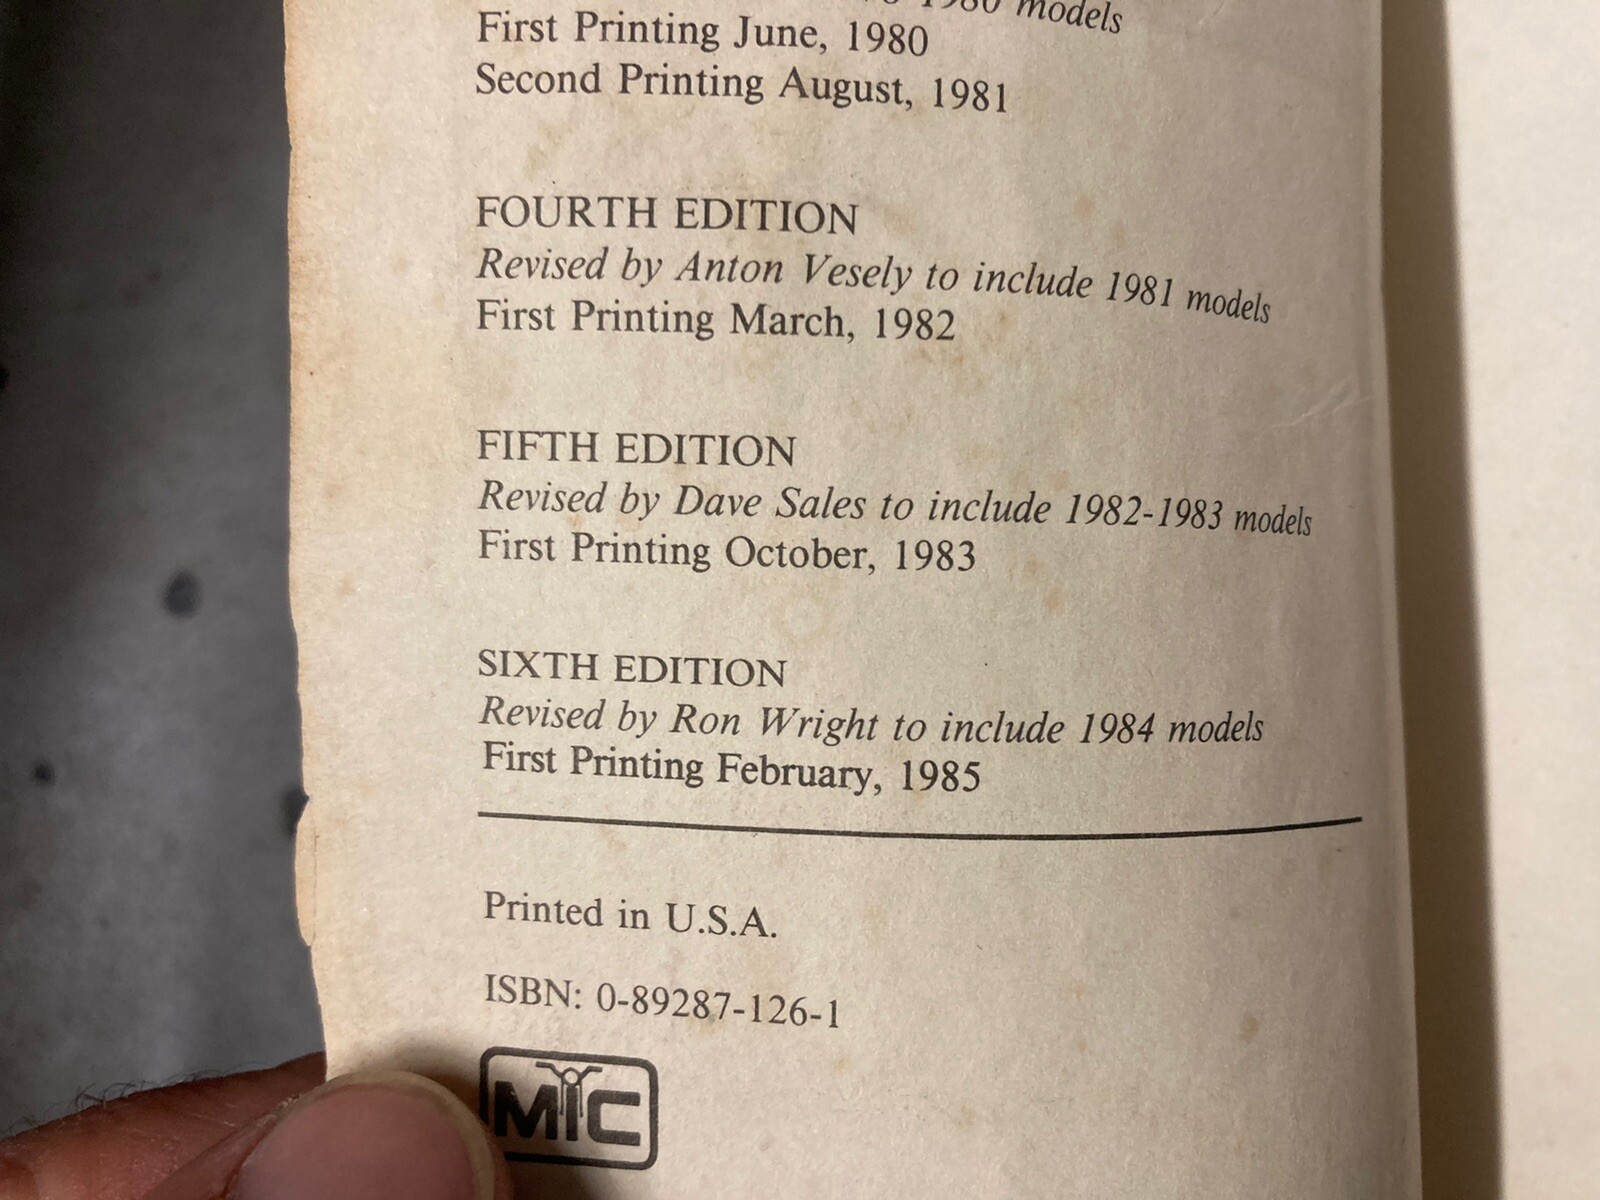 1980 models
First Printing June, 1980
Second Printing August, 1981
FOURTH EDITION
Revised by Anton Vesely to include 1981 models
First Printing March, 1982
FIFTH EDITION
Revised by Dave Sales to include 1982-1983 models
First Printing October, 1983
SIXTH EDITION
Revised by Ron Wright to include 1984 models
First Printing February, 1985
Printed in U.S.A.
ISBN: 0-89287-126-1
MIC